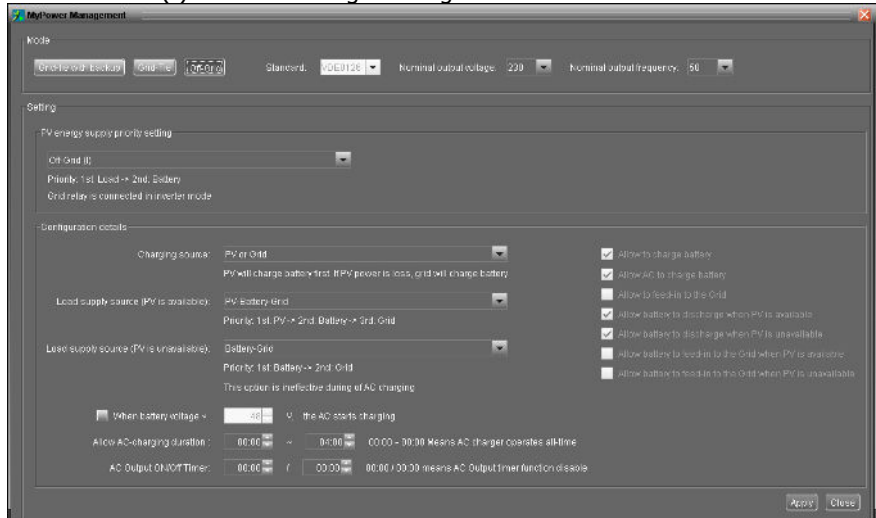 MyPower Management
Mode
Grid-tie with backup Grid-Tie Off-Grid Standard: VDE0126 Nominal output voltage: 230 Nominal output frequency: 50
Setting
PV energy supply priority setting
Off-Grid (I)
Priority: 1st. Load -> 2nd. Battery
Grid relay is connected in inverter mode
Configuration details
Charging source: PV or Grid
PV will charge battery first. If PV power is loss, grid will charge battery
Load supply source (PV is available): PV-Battery-Grid
Priority: 1st. PV-> 2nd. Battery-> 3rd. Grid
Load supply source (PV is unavailable): Battery-Grid
Priority: 1st: Battery-> 2nd: Grid
This option is ineffective during of AC charging
Allow to charge battery
Allow AC to charge battery
Allow to feed-in to the Grid
Allow battery to discharge when PV is available
Allow battery to discharge when PV is unavailable
Allow battery to feed-in to the Grid when PV is available
Allow battery to feed-in to the Grid when PV is unavailable
When battery voltage < 48 V, the AC starts charging
Allow AC-charging duration : 00:00 ~ 04:00 00:00 - 00:00 Means AC charger operates all-time
AC Output ON/Off Timer: 00:00 / 00:00 00:00 / 00:00 means AC Output timer function disable
Apply Close